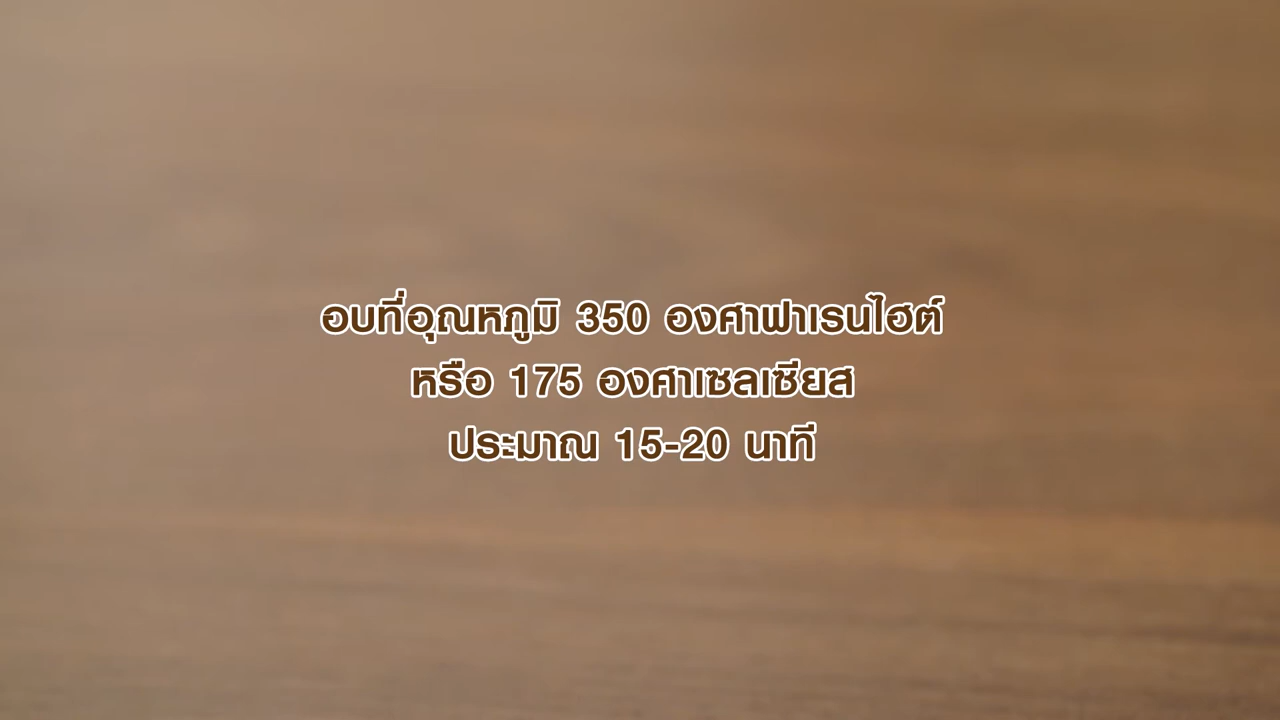 อบที่อุณหภูมิ 350 องศาฟาเรนไฮต์
หรือ 175 องศาเซลเซียส
ประมาณ 15-20 นาที